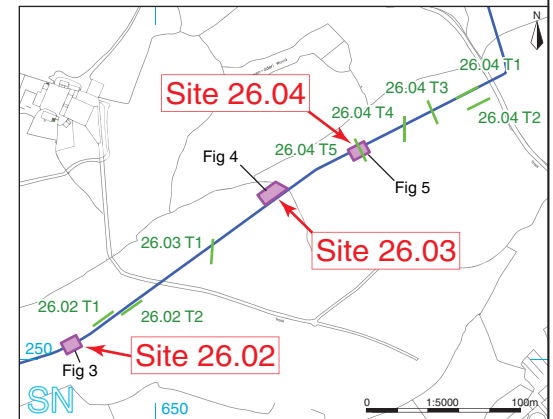 N
26.04 T1
26.04 T3
Site 26.04
26.04 T4
26.04 T2
26.04 T5
Fig 4
Fig 5
Site 26.03
26.03 T1
26.02 T1
26.02 T2
250
Site 26.02
Fig 3
SN
650
0 1:5000 100m